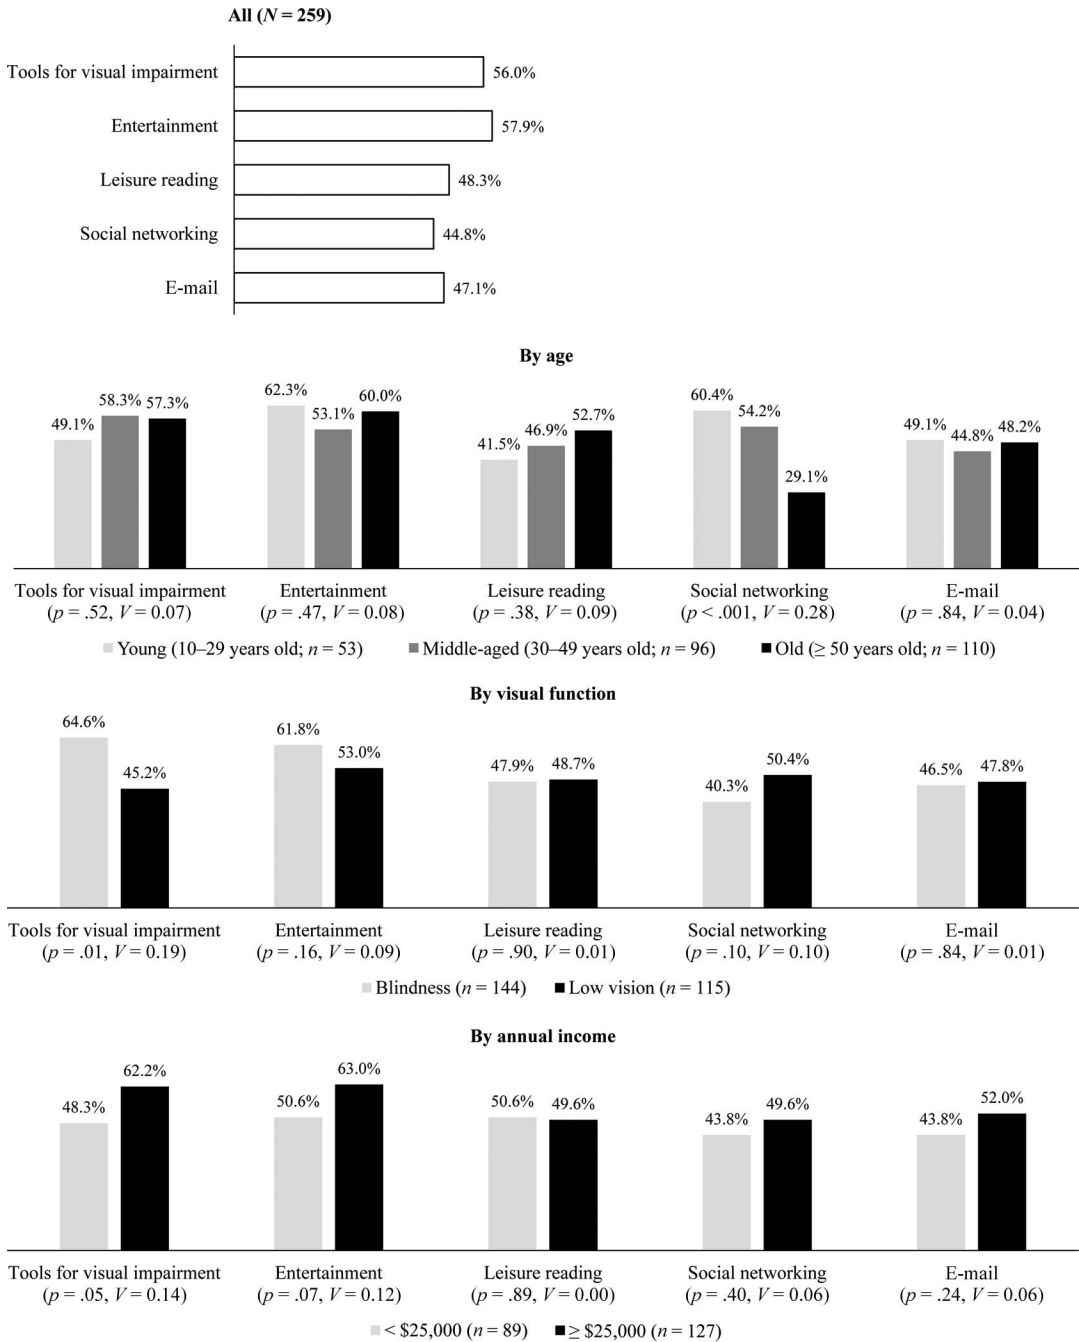 All (N = 259)
Tools for visual impairment 56.0%
Entertainment 57.9%
Leisure reading 48.3%
Social networking 44.8%
E-mail 47.1%
By age
49.1% 58.3% 57.3% 62.3% 53.1% 60.0% 41.5% 46.9% 52.7% 60.4% 54.2% 29.1% 49.1% 44.8% 48.2%
Tools for visual impairment Entertainment Leisure reading Social networking E-mail
(p = .52, V = 0.07) (p = .47, V = 0.08) (p = .38, V = 0.09) (p < .001, V = 0.28) (p = .84, V = 0.04)
Young (10–29 years old; n = 53) Middle-aged (30–49 years old; n = 96) Old (≥ 50 years old; n = 110)
By visual function
64.6% 45.2% 61.8% 53.0% 47.9% 48.7% 40.3% 50.4% 46.5% 47.8%
Tools for visual impairment Entertainment Leisure reading Social networking E-mail
(p = .01, V = 0.19) (p = .16, V = 0.09) (p = .90, V = 0.01) (p = .10, V = 0.10) (p = .84, V = 0.01)
Blindness (n = 144) Low vision (n = 115)
By annual income
48.3% 62.2% 50.6% 63.0% 50.6% 49.6% 43.8% 49.6% 43.8% 52.0%
Tools for visual impairment Entertainment Leisure reading Social networking E-mail
(p = .05, V = 0.14) (p = .07, V = 0.12) (p = .89, V = 0.00) (p = .40, V = 0.06) (p = .24, V = 0.06)
< $25,000 (n = 89) ≥ $25,000 (n = 127)